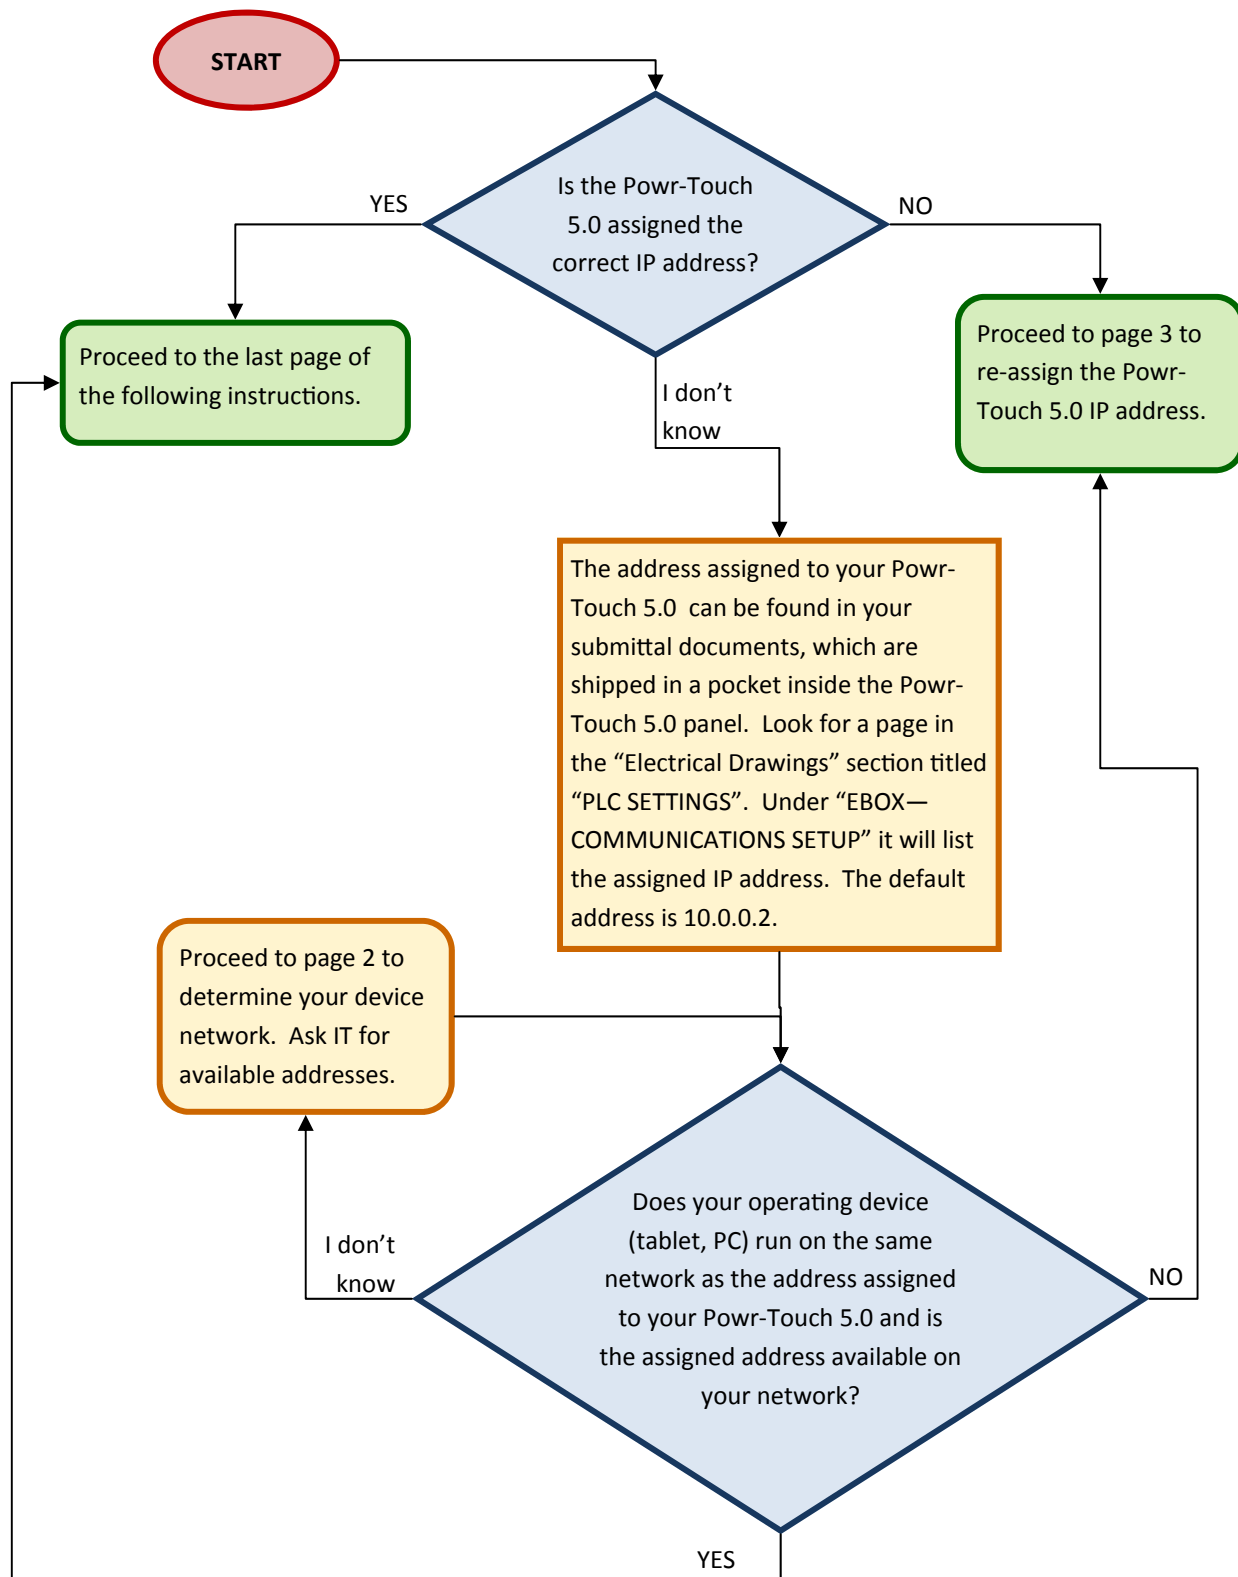 START
Is the Powr-Touch
5.0 assigned the
correct IP address?
YES
NO
Proceed to the last page of
the following instructions.
Proceed to page 3 to
re-assign the Powr-
Touch 5.0 IP address.
I don’t
know
The address assigned to your Powr-
Touch 5.0  can be found in your
submittal documents, which are
shipped in a pocket inside the Powr-
Touch 5.0 panel.  Look for a page in
the “Electrical Drawings” section titled
“PLC SETTINGS”.  Under “EBOX—
COMMUNICATIONS SETUP” it will list
the assigned IP address.  The default
address is 10.0.0.2.
Proceed to page 2 to
determine your device
network.  Ask IT for
available addresses.
Does your operating device
(tablet, PC) run on the same
network as the address assigned
to your Powr-Touch 5.0 and is
the assigned address available on
your network?
I don’t
know
NO
YES